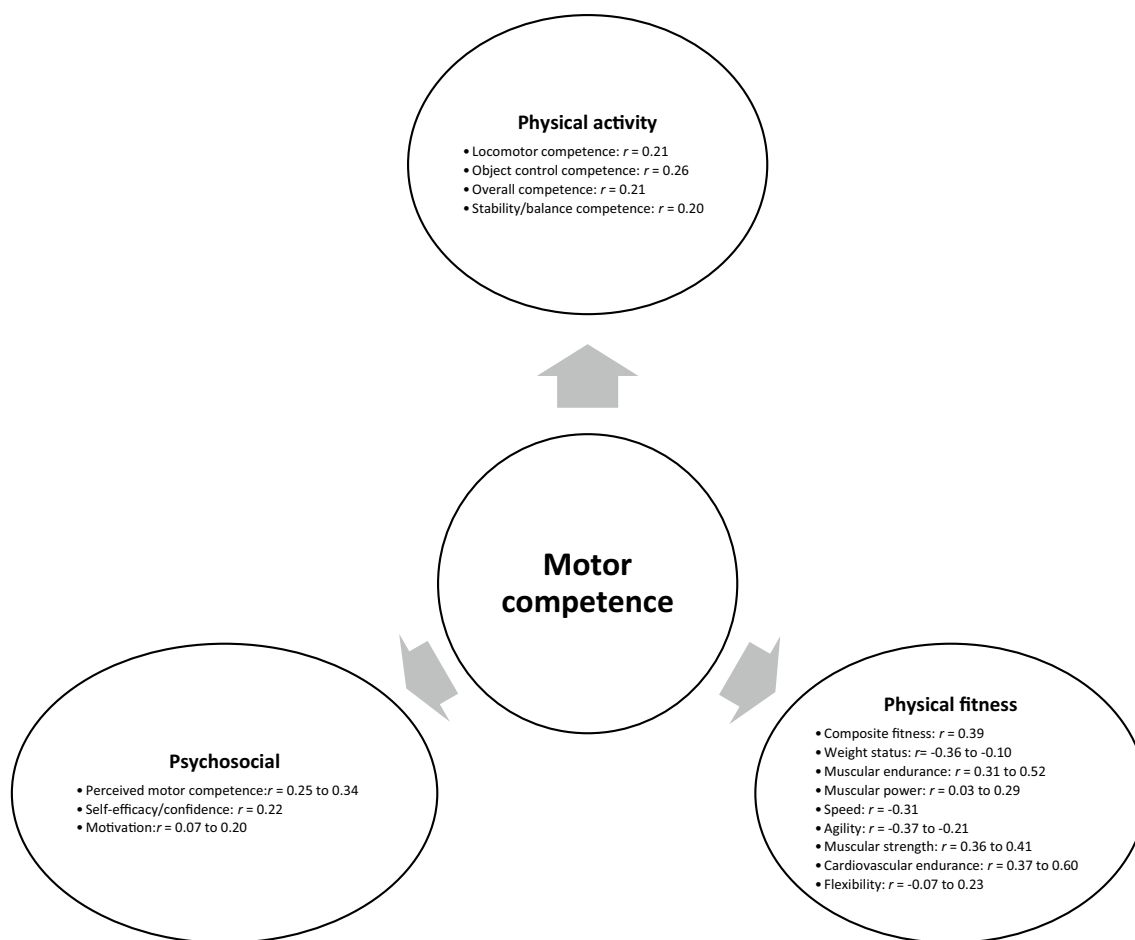 Physical activity
• Locomotor competence: r = 0.21
• Object control competence: r = 0.26
• Overall competence: r = 0.21
• Stability/balance competence: r = 0.20
Motor
competence
Psychosocial
• Perceived motor competence:r = 0.25 to 0.34
• Self-efficacy/confidence: r = 0.22
• Motivation:r = 0.07 to 0.20
Physical fitness
• Composite fitness: r = 0.39
• Weight status: r= -0.36 to -0.10
• Muscular endurance: r = 0.31 to 0.52
• Muscular power: r = 0.03 to 0.29
• Speed: r = -0.31
• Agility: r = -0.37 to -0.21
• Muscular strength: r = 0.36 to 0.41
• Cardiovascular endurance: r = 0.37 to 0.60
• Flexibility: r = -0.07 to 0.23